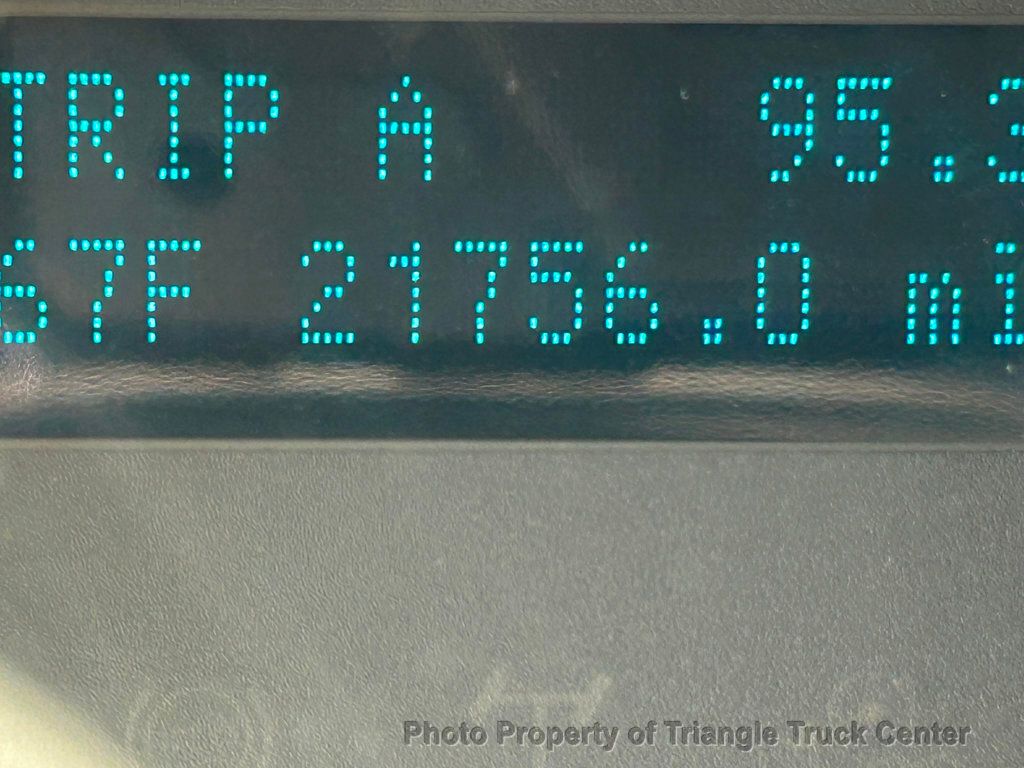 TRIP A 95.3
67F 21756.0 mi
Photo Property of Triangle Truck Center